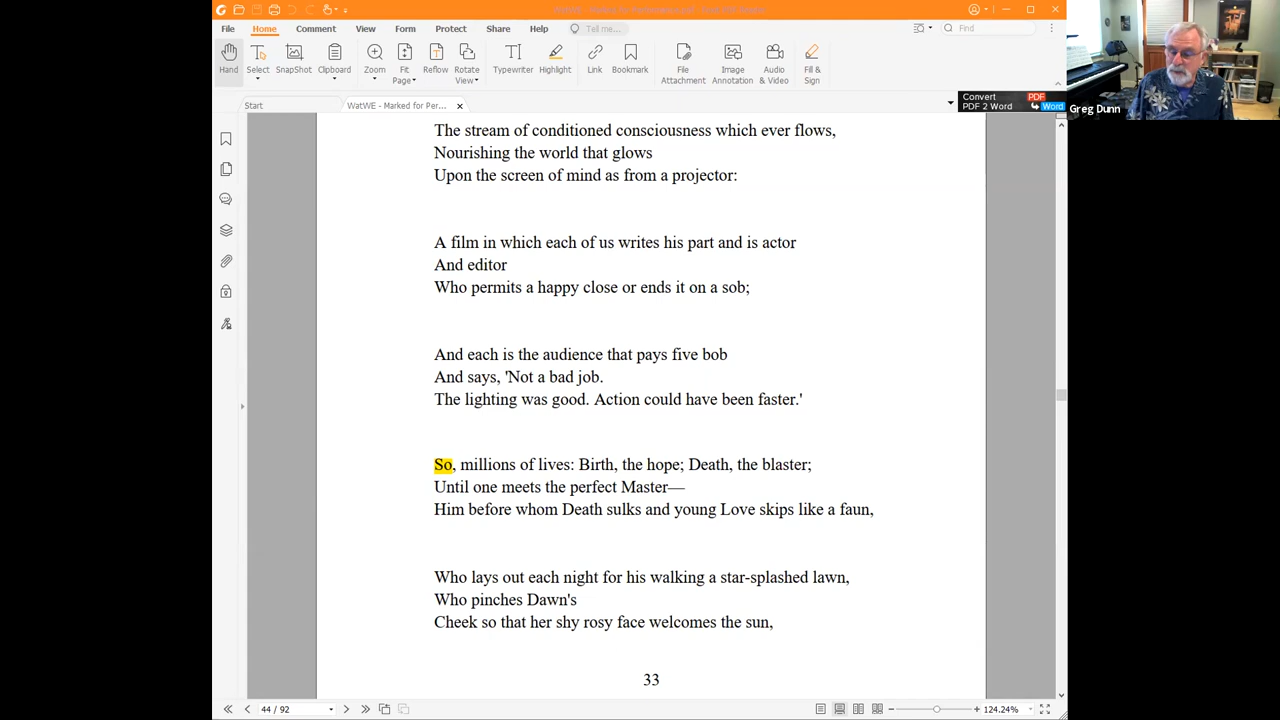 File Home Comment View Form Protect Share Help Tell me... Find
Hand Select SnapShot Clipboard Zoom Fit Page Reflow Rotate View Typewriter Highlight Link Bookmark File Attachment Image Annotation Audio & Video Fill & Sign
Start WatWE - Marked for Per... Convert PDF 2 Word PDF Word
Greg Dunn
The stream of conditioned consciousness which ever flows,
Nourishing the world that glows
Upon the screen of mind as from a projector:
A film in which each of us writes his part and is actor
And editor
Who permits a happy close or ends it on a sob;
And each is the audience that pays five bob
And says, 'Not a bad job.
The lighting was good. Action could have been faster.'
So, millions of lives: Birth, the hope; Death, the blaster;
Until one meets the perfect Master—
Him before whom Death sulks and young Love skips like a faun,
Who lays out each night for his walking a star-splashed lawn,
Who pinches Dawn's
Cheek so that her shy rosy face welcomes the sun,
33
44 / 92 124.24%